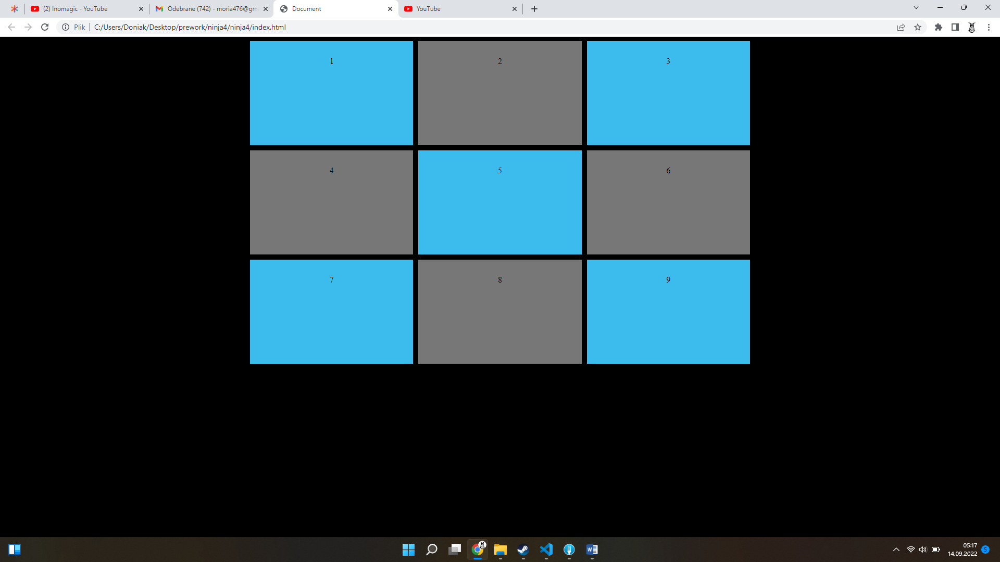 (2) Inomagic - YouTube
Odebrane (742) - moria476@gm
Document
YouTube
Plik
C:/Users/Doniak/Desktop/prework/ninja4/ninja4/index.html
1
2
3
4
5
6
7
8
9
05:17
14.09.2022
5